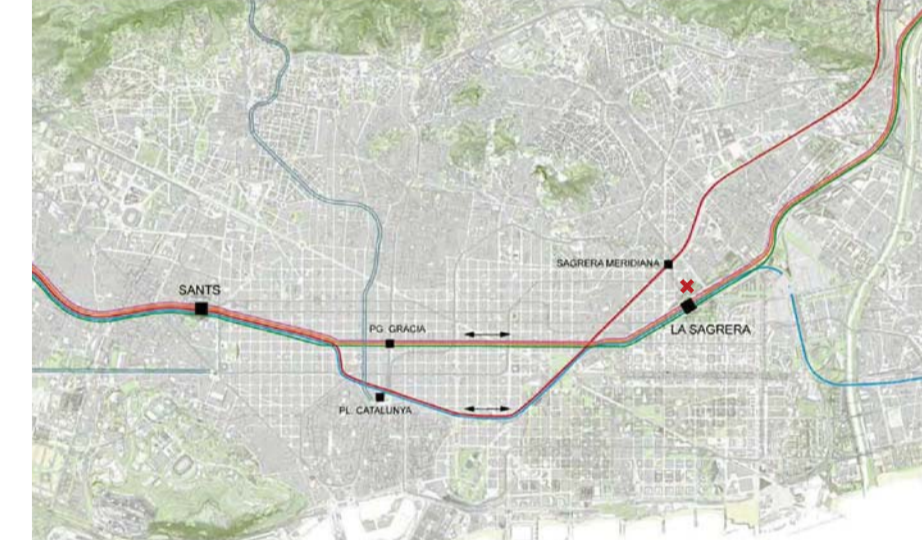 SAGRERA MERIDIANA
SANTS
PG. GRACIA
LA SAGRERA
PL. CATALUNYA